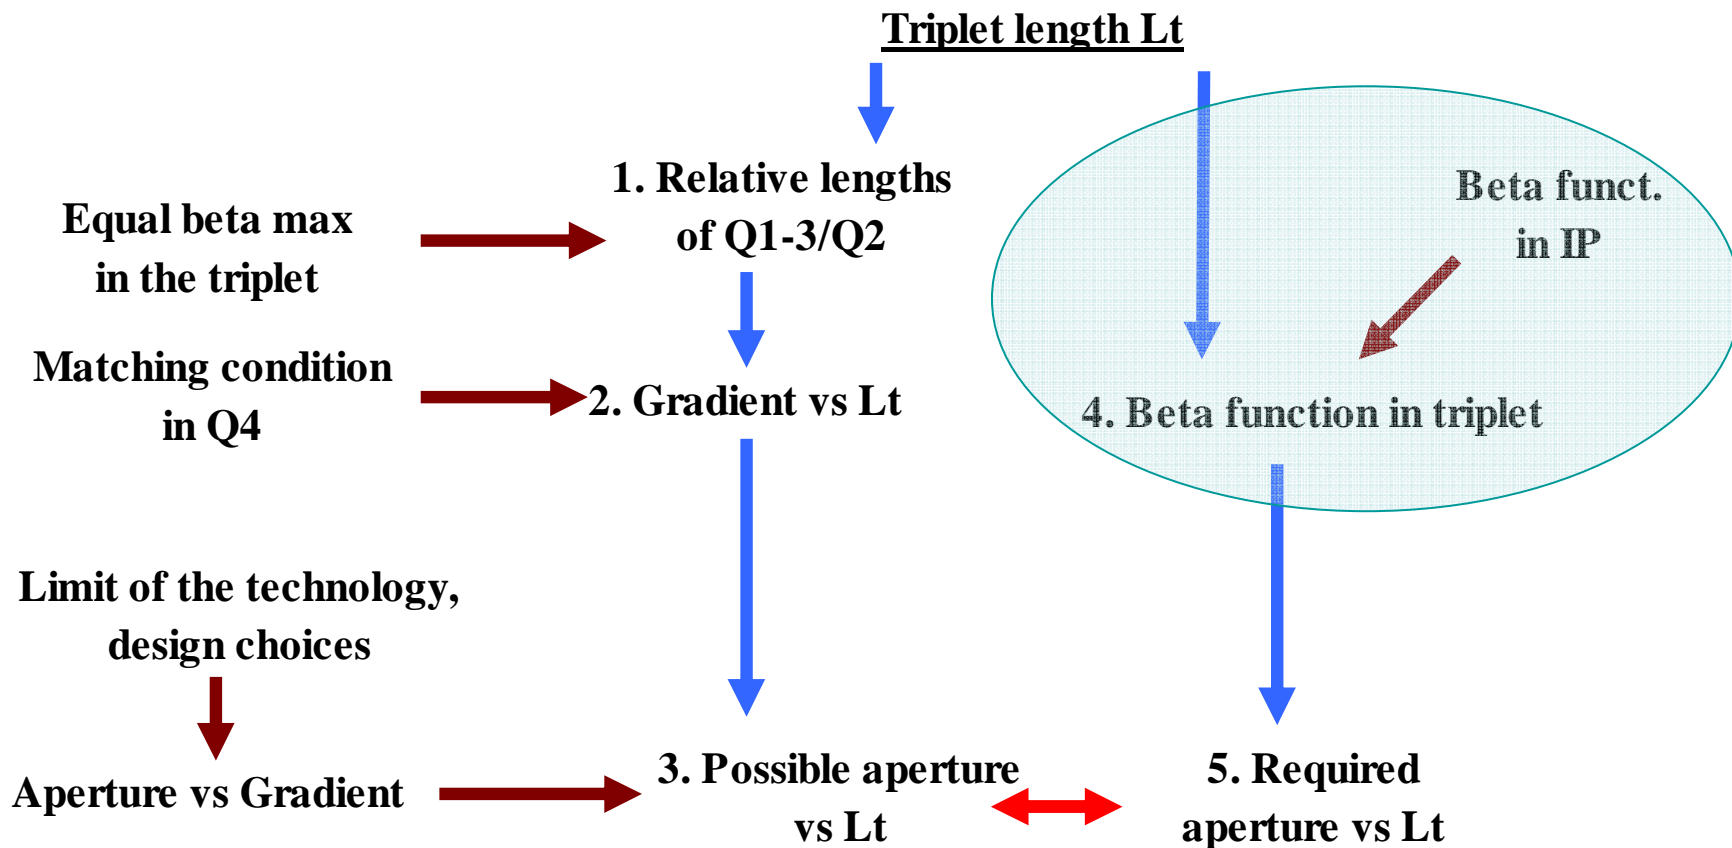 Triplet length Lt
1. Relative lengths
of Q1-3/Q2
Equal beta max
in the triplet
Beta funct.
in IP
Matching condition
in Q4
2. Gradient vs Lt
4. Beta function in triplet
Limit of the technology,
design choices
Aperture vs Gradient
3. Possible aperture
vs Lt
5. Required
aperture vs Lt